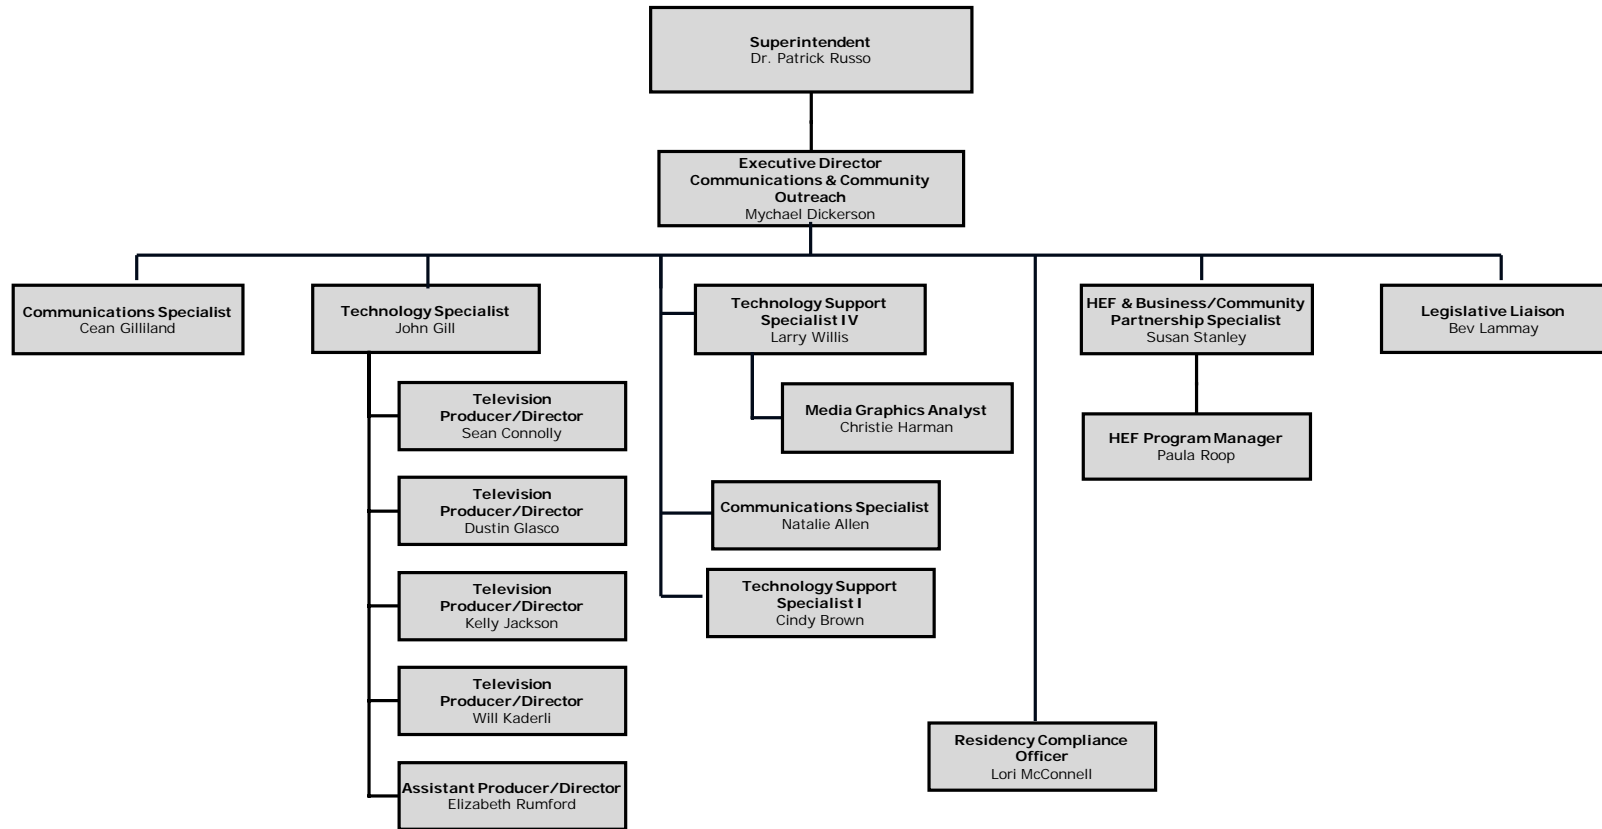 Superintendent
Dr. Patrick Russo
Executive Director
Communications & Community
Outreach
Mychael Dickerson
Communications Specialist
Cean Gilliland
Technology Specialist
John Gill
Technology Support
Specialist IV
Larry Willis
HEF & Business/Community
Partnership Specialist
Susan Stanley
Legislative Liaison
Bev Lammay
Television
Producer/Director
Sean Connolly
Media Graphics Analyst
Christie Harman
HEF Program Manager
Paula Roop
Television
Producer/Director
Dustin Glasco
Communications Specialist
Natalie Allen
Television
Producer/Director
Kelly Jackson
Technology Support
Specialist I
Cindy Brown
Television
Producer/Director
Will Kaderli
Residency Compliance
Officer
Lori McConnell
Assistant Producer/Director
Elizabeth Rumford